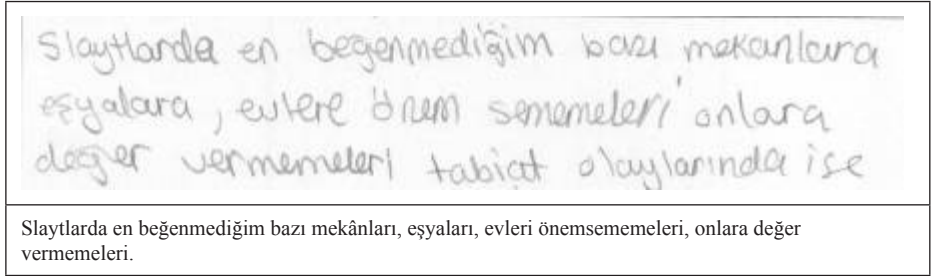 Slaytlarda en begenmediğim bazı mekanlara
eşyalara, evlere önem sememeleri onlara
değer vermemeleri tabiat olaylarında ise
Slaytlarda en beğenmediğim bazı mekânları, eşyaları, evleri önemsememeleri, onlara değer
vermemeleri.